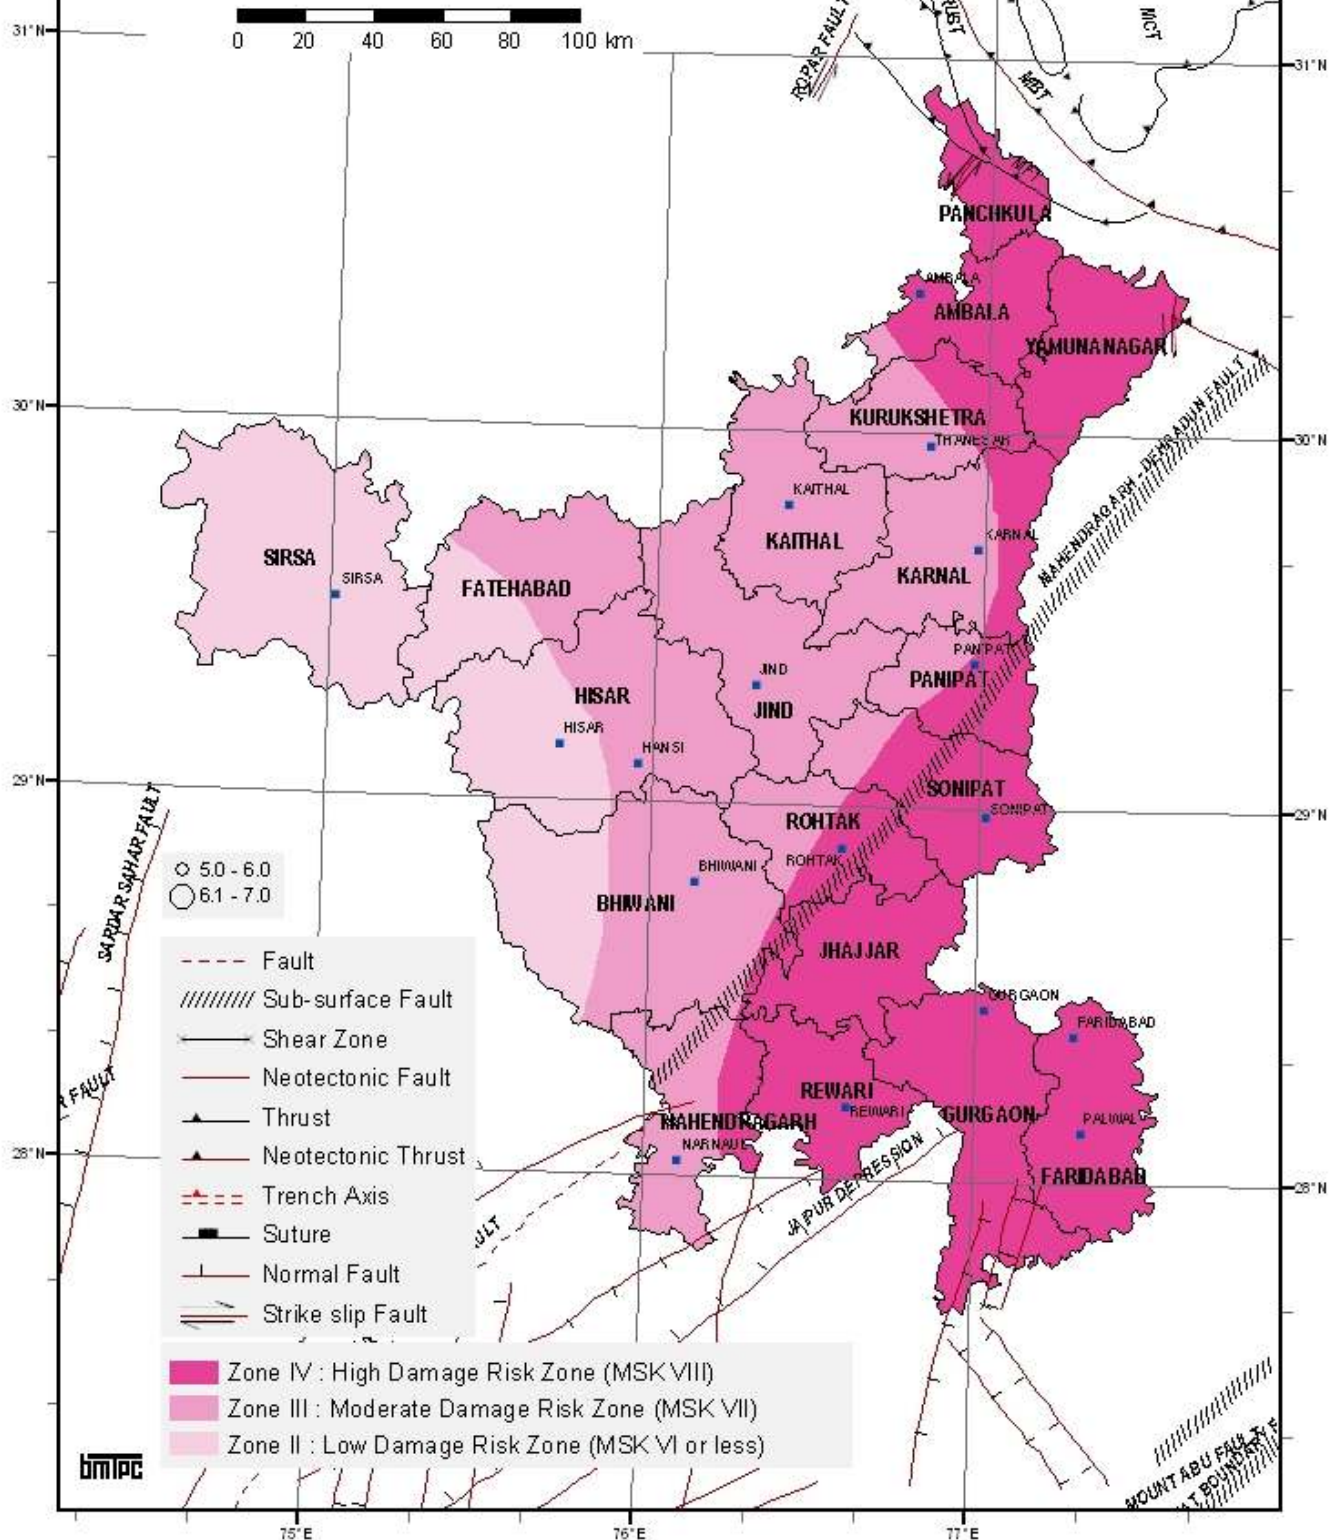 31°N
0 20 40 60 80 100 km
ROPAR FAULT
MBT
MCT
31°N
PANCHKULA
AMBALA
AMBALA
YAMUNANAGAR
30°N
KURUKSHETRA
THANESAR
30°N
MAHENDRAGARH - DEHRADUN FAULT
KAITHAL
KAITHAL
KARNAL
KARNAL
SIRSA
SIRSA
FATEHABAD
PANIPAT
PANIPAT
JIND
JIND
HISAR
HISAR
HANSI
29°N
SONIPAT
SONIPAT
29°N
ROHTAK
ROHTAK
SARDAR SAHAR FAULT
BHIWANI
BHIWANI
JHAJJAR
GURGAON
FARIDABAD
5.0 - 6.0
6.1 - 7.0
Fault
Sub-surface Fault
Shear Zone
Neotectonic Fault
Thrust
Neotectonic Thrust
Trench Axis
Suture
Normal Fault
Strike slip Fault
R FAULT
REWARI
REWARI
MAHENDRAGARH
NARNAUL
GURGAON
PALWAL
FARIDABAD
28°N
28°N
JAIPUR DEPRESSION
Zone IV : High Damage Risk Zone (MSK VIII)
Zone III : Moderate Damage Risk Zone (MSK VII)
Zone II : Low Damage Risk Zone (MSK VI or less)
bmTpc
MOUNT ABU FAULT
AT BOUNDARY F
75°E 76°E 77°E